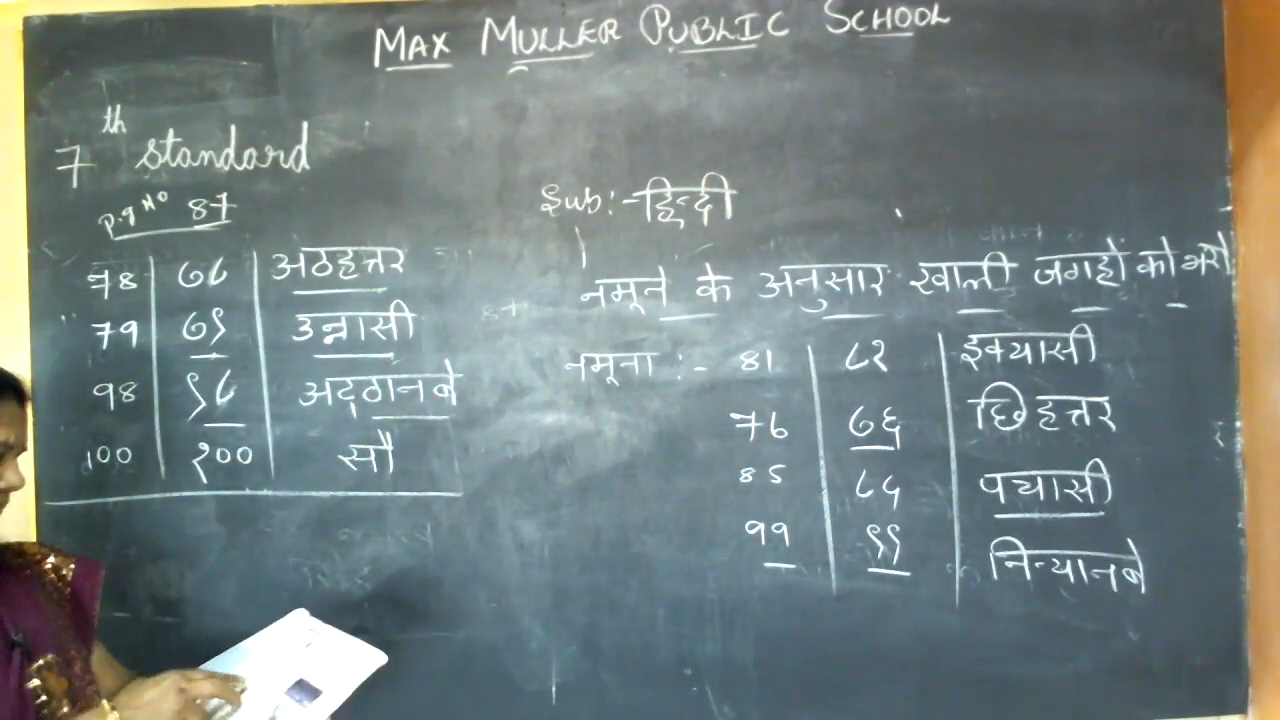 MAX MULLER PUBLIC SCHOOL
7th standard
P.g No 87
78 ७८ अठहत्तर
79 ७९ उन्नासी
98 ९८ अट्ठानबे
100 १०० सौ
Sub:- हिन्दी
नमूने के अनुसार खाली जगहों को भरो
नमूना :- 81 ८१ इक्यासी
76 ७६ छिहत्तर
85 ८५ पचासी
99 ९९ निन्यानबे